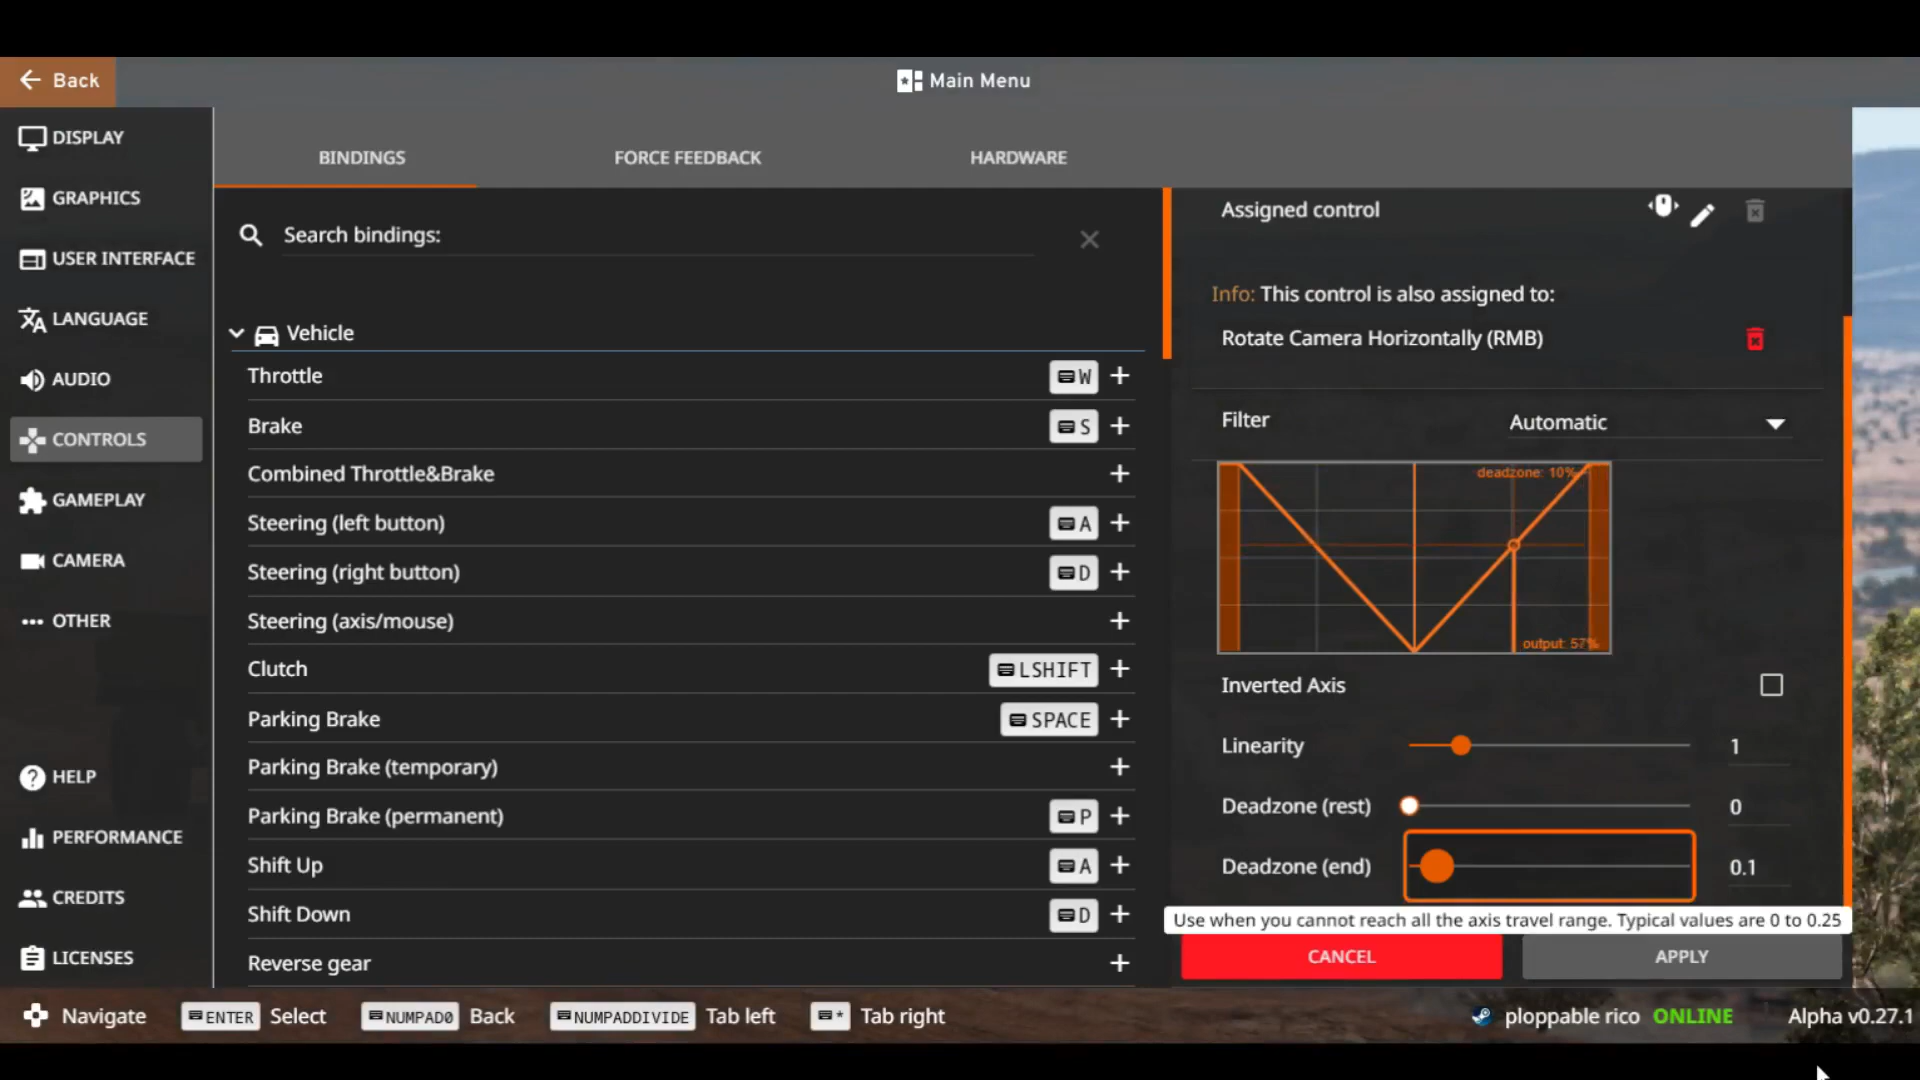 Back
Main Menu
DISPLAY
GRAPHICS
USER INTERFACE
LANGUAGE
AUDIO
CONTROLS
GAMEPLAY
CAMERA
OTHER
HELP
PERFORMANCE
CREDITS
LICENSES
BINDINGS
FORCE FEEDBACK
HARDWARE
Search bindings:
Vehicle
Throttle W +
Brake S +
Combined Throttle&Brake +
Steering (left button) A +
Steering (right button) D +
Steering (axis/mouse) +
Clutch LSHIFT +
Parking Brake SPACE +
Parking Brake (temporary) +
Parking Brake (permanent) P +
Shift Up A +
Shift Down D +
Reverse gear +
Assigned control
Info: This control is also assigned to:
Rotate Camera Horizontally (RMB)
Filter Automatic
deadzone: 10%
output: 57%
Inverted Axis
Linearity 1
Deadzone (rest) 0
Deadzone (end) 0.1
Use when you cannot reach all the axis travel range. Typical values are 0 to 0.25
CANCEL APPLY
Navigate ENTER Select NUMPAD0 Back NUMPADDIVIDE Tab left * Tab right
ploppable rico ONLINE Alpha v0.27.1